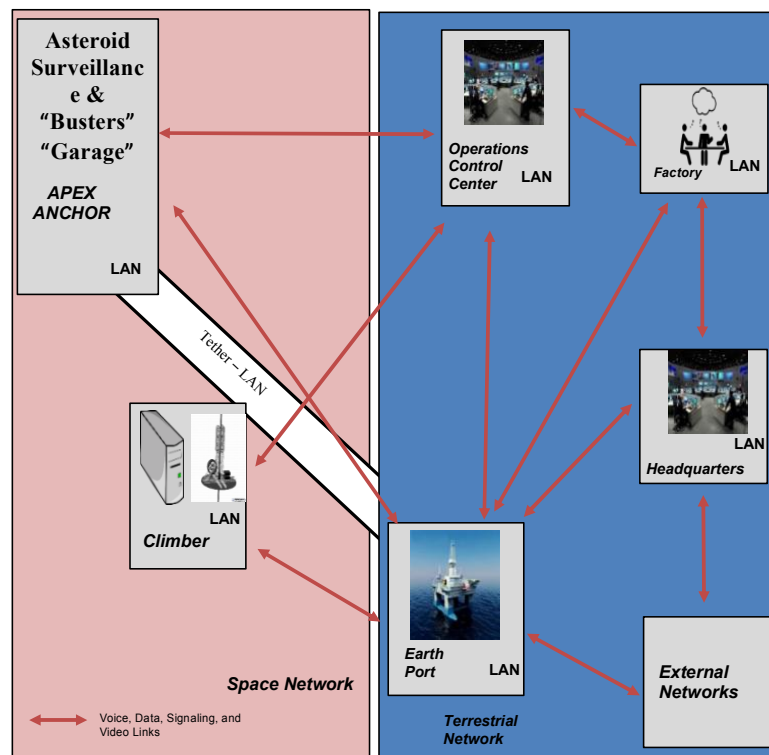 Asteroid
Surveillanc
e &
“Busters”
“Garage”
APEX
ANCHOR
LAN
Tether – LAN
LAN
Climber
Space Network
Voice, Data, Signaling, and
Video Links
Operations
Control
Center
LAN
Factory
LAN
LAN
Headquarters
Earth
Port
LAN
External
Networks
Terrestrial
Network